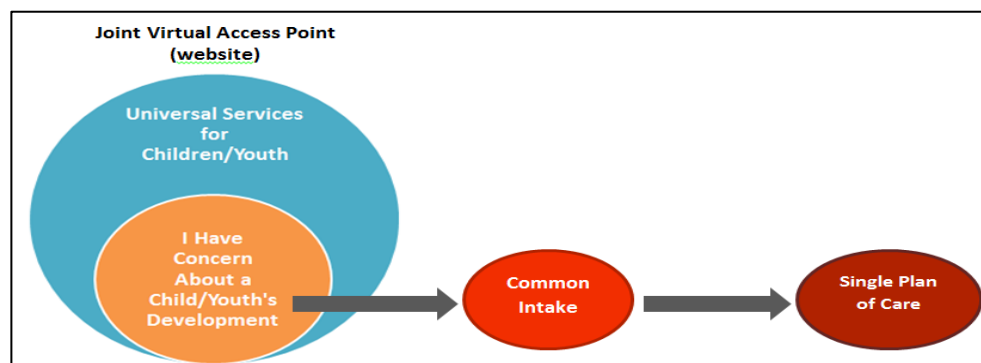 Joint Virtual Access Point
(website)
Universal Services
for
Children/Youth
I Have
Concern
About a
Child/Youth's
Development
Common
Intake
Single Plan
of Care